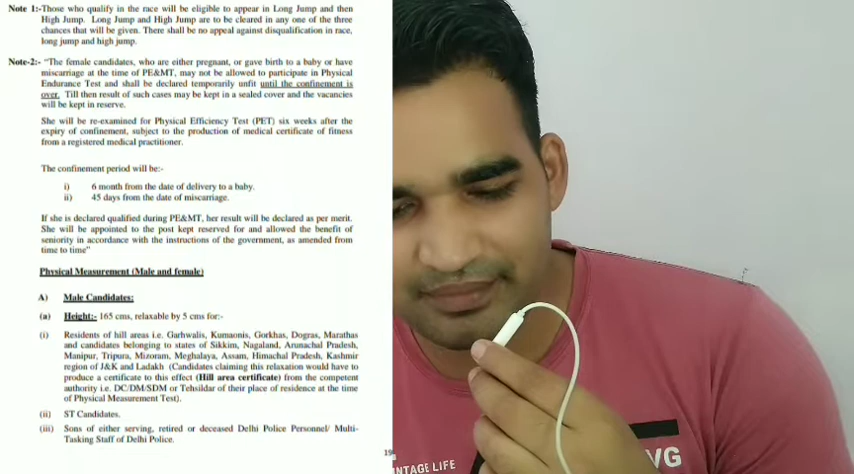 Note 1:-Those who qualify in the race will be eligible to appear in Long Jump and then
High Jump. Long Jump and High Jump are to be cleared in any one of the three
chances that will be given. There shall be no appeal against disqualification in race,
long jump and high jump.
Note-2:- "The female candidates, who are either pregnant, or gave birth to a baby or have
miscarriage at the time of PE&MT, may not be allowed to participate in Physical
Endurance Test and shall be declared temporarily unfit until the confinement is
over. Till then result of such cases may be kept in a sealed cover and the vacancies
will be kept in reserve.
She will be re-examined for Physical Efficiency Test (PET) six weeks after the
expiry of confinement, subject to the production of medical certificate of fitness
from a registered medical practitioner.
The confinement period will be:-
i) 6 month from the date of delivery to a baby.
ii) 45 days from the date of miscarriage.
If she is declared qualified during PE&MT, her result will be declared as per merit.
She will be appointed to the post kept reserved for and allowed the benefit of
seniority in accordance with the instructions of the government, as amended from
time to time"
Physical Measurement (Male and female)
A) Male Candidates:
(a) Height:- 165 cms, relaxable by 5 cms for:-
(i) Residents of hill areas i.e. Garhwalis, Kumaonis, Gorkhas, Dogras, Marathas
and candidates belonging to states of Sikkim, Nagaland, Arunachal Pradesh,
Manipur, Tripura, Mizoram, Meghalaya, Assam, Himachal Pradesh, Kashmir
region of J&K and Ladakh (Candidates claiming this relaxation would have to
produce a certificate to this effect (Hill area certificate) from the competent
authority i.e. DC/DM/SDM or Tehsildar of their place of residence at the time
of Physical Measurement Test).
(ii) ST Candidates.
(iii) Sons of either serving, retired or deceased Delhi Police Personnel/ Multi-
Tasking Staff of Delhi Police.
19
NTAGE LIFE
VG